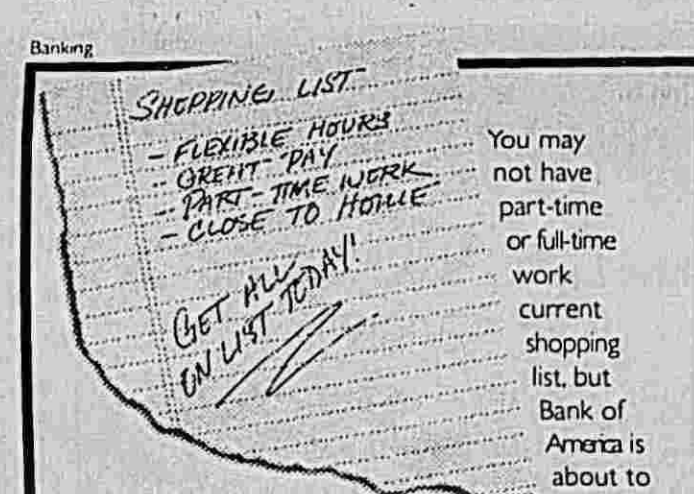 Banking
SHOPPING LIST
- FLEXIBLE HOURS
- GREAT PAY
- PART-TIME WORK
- CLOSE TO HOME
GET ALL
ON LIST TODAY!
You may
not have
part-time
or full-time
work
current
shopping
list, but
Bank of
America is
about to